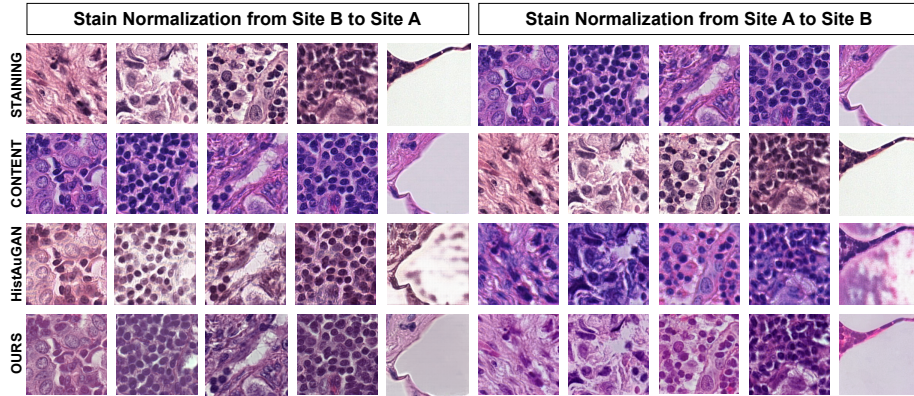 Stain Normalization from Site B to Site A
Stain Normalization from Site A to Site B
STAINING
CONTENT
HistAuGAN
OURS